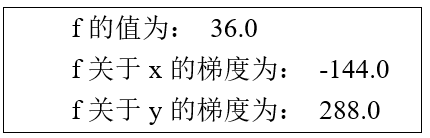 f 的值为： 36.0
f 关于 x 的梯度为： -144.0
f 关于 y 的梯度为： 288.0